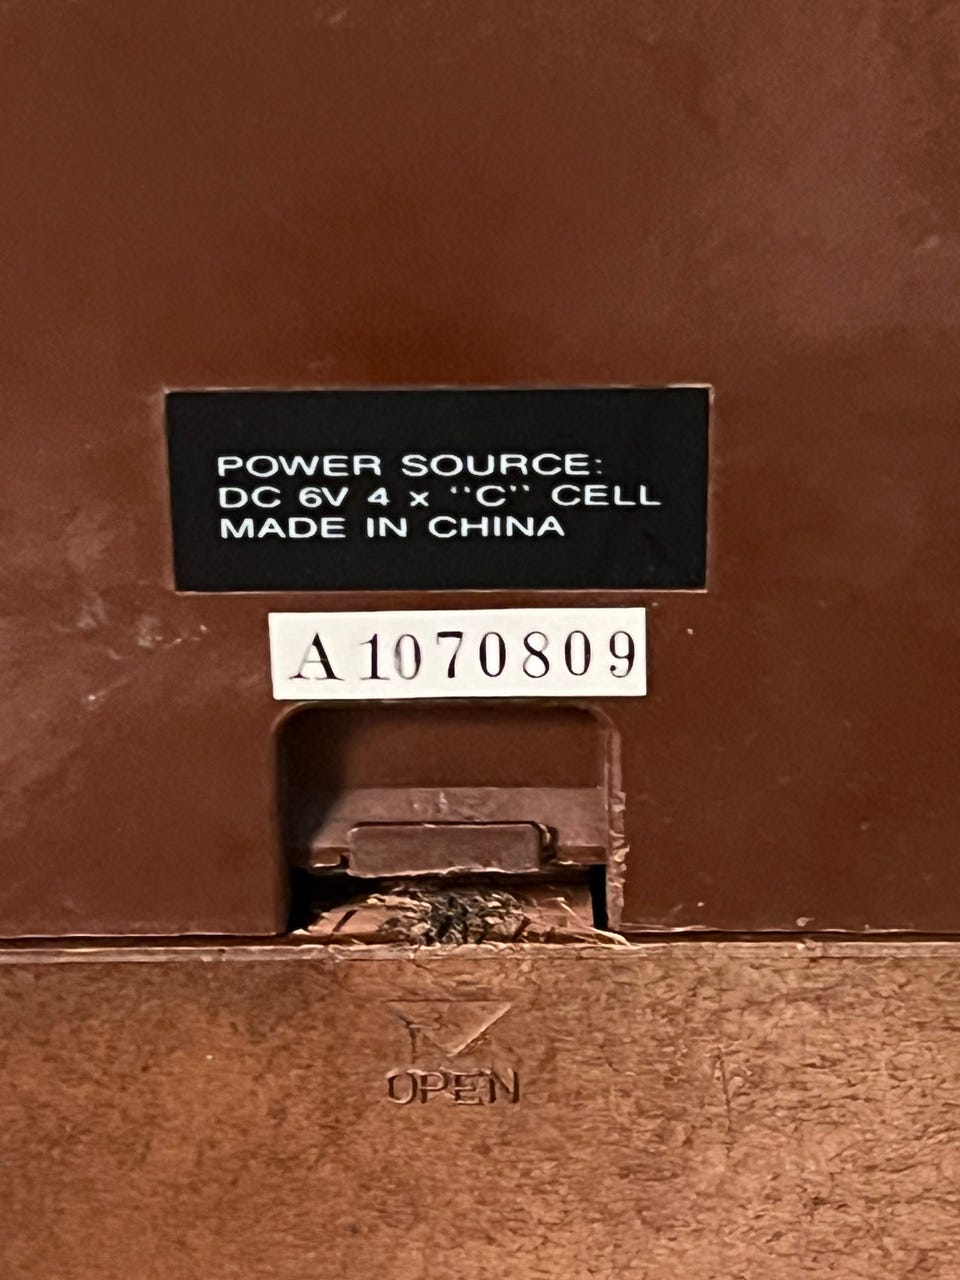 POWER SOURCE:
DC 6V 4 x "C" CELL
MADE IN CHINA
A1070809
OPEN